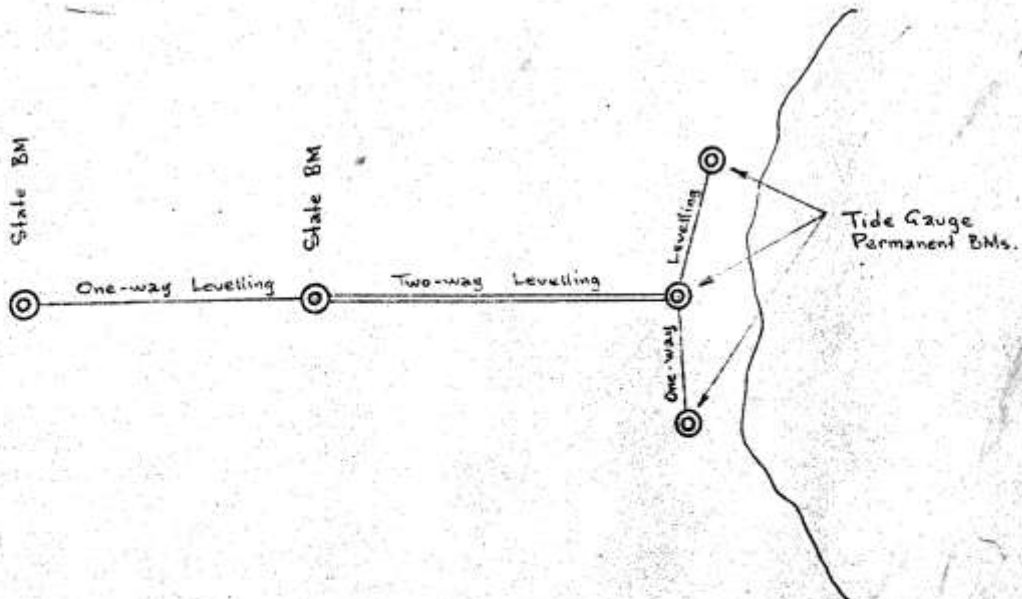 State BM
State BM
One-way Levelling
Two-way Levelling
Levelling
One-way
Tide Gauge
Permanent BMs.